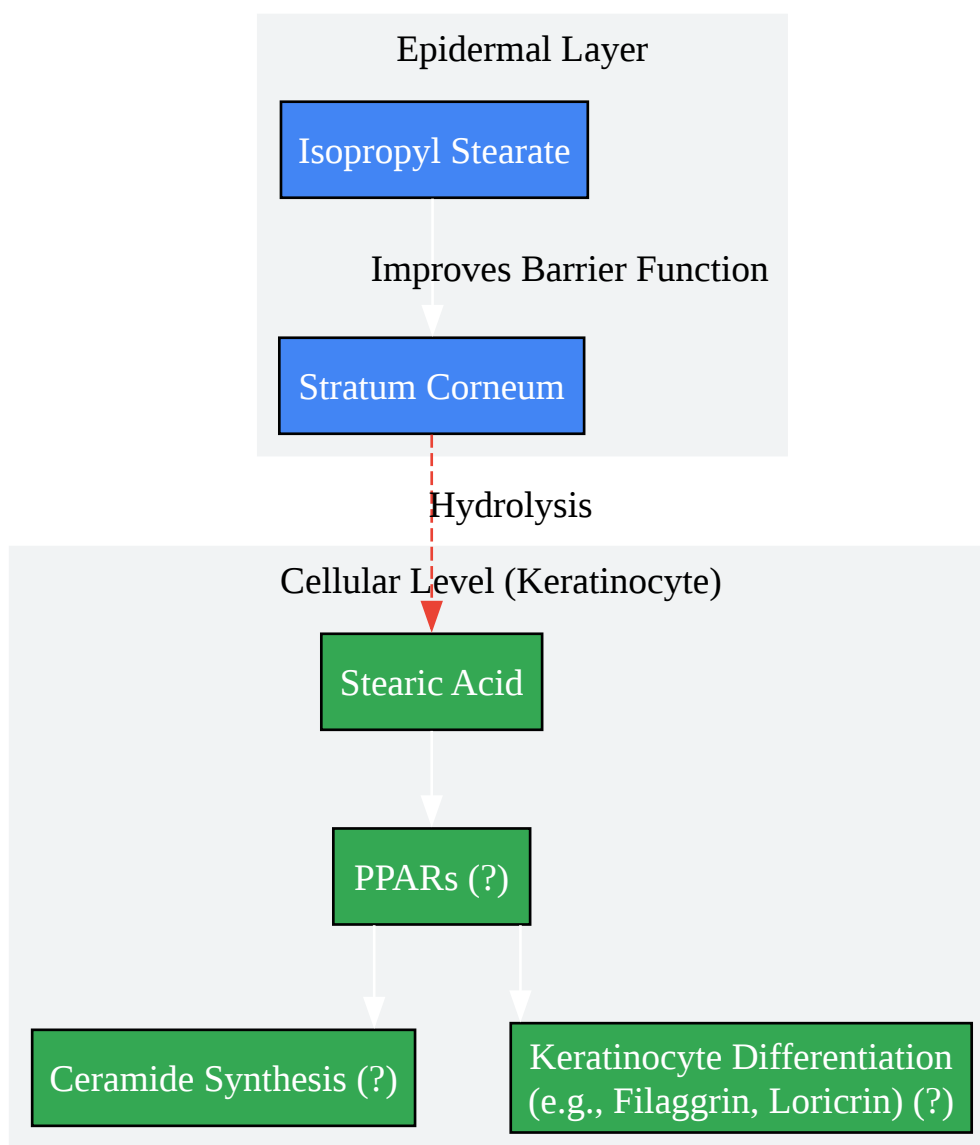 Epidermal Layer
Isopropyl Stearate
Improves Barrier Function
Stratum Corneum
Hydrolysis
Cellular Level (Keratinocyte)
Stearic Acid
PPARs (?)
Ceramide Synthesis (?)
Keratinocyte Differentiation
(e.g., Filaggrin, Loricrin) (?)